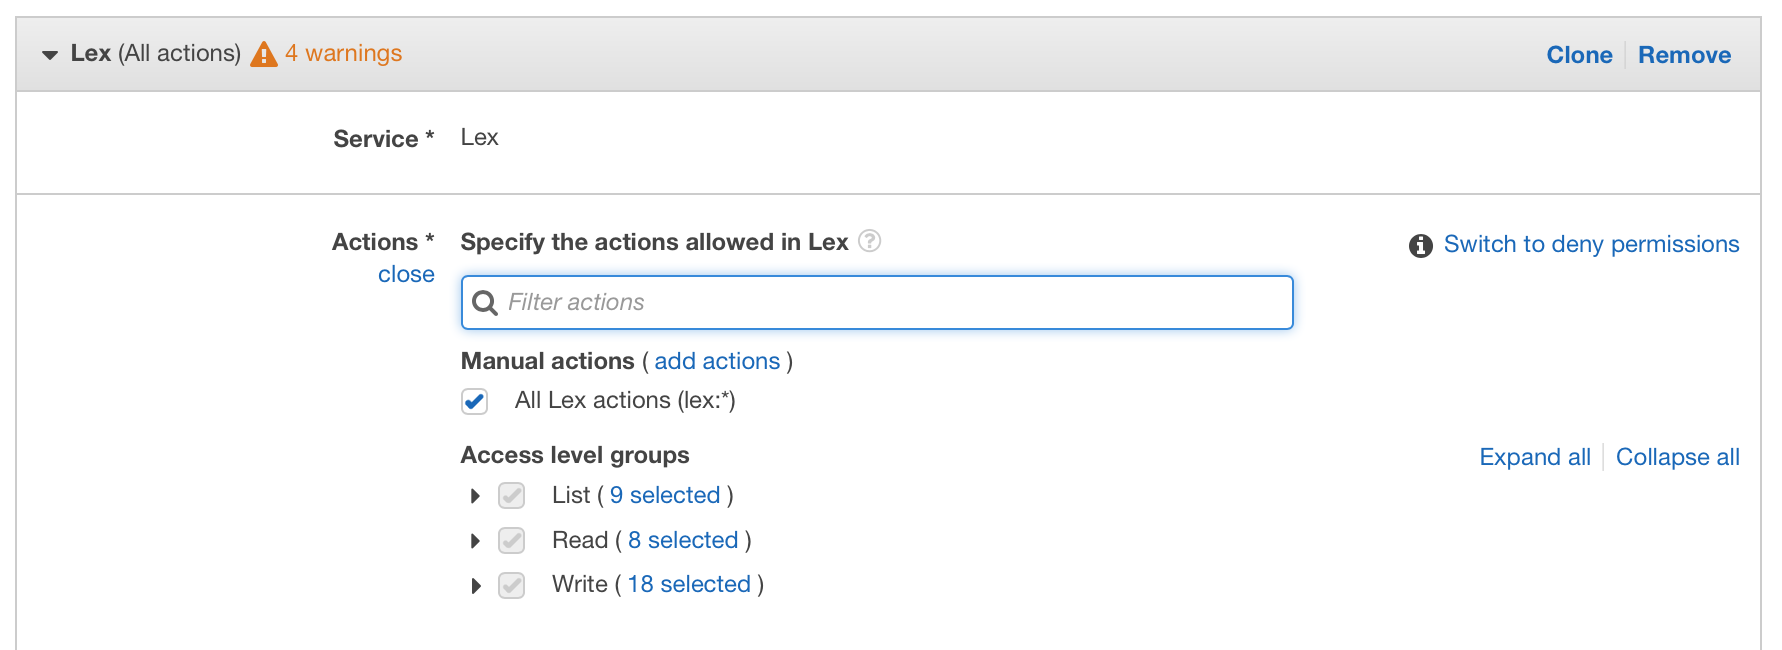 Lex (All actions) 4 warnings Clone Remove
Service * Lex
Actions * Specify the actions allowed in Lex ? Switch to deny permissions
close
Filter actions
Manual actions ( add actions )
All Lex actions (lex:*)
Access level groups Expand all Collapse all
List ( 9 selected )
Read ( 8 selected )
Write ( 18 selected )